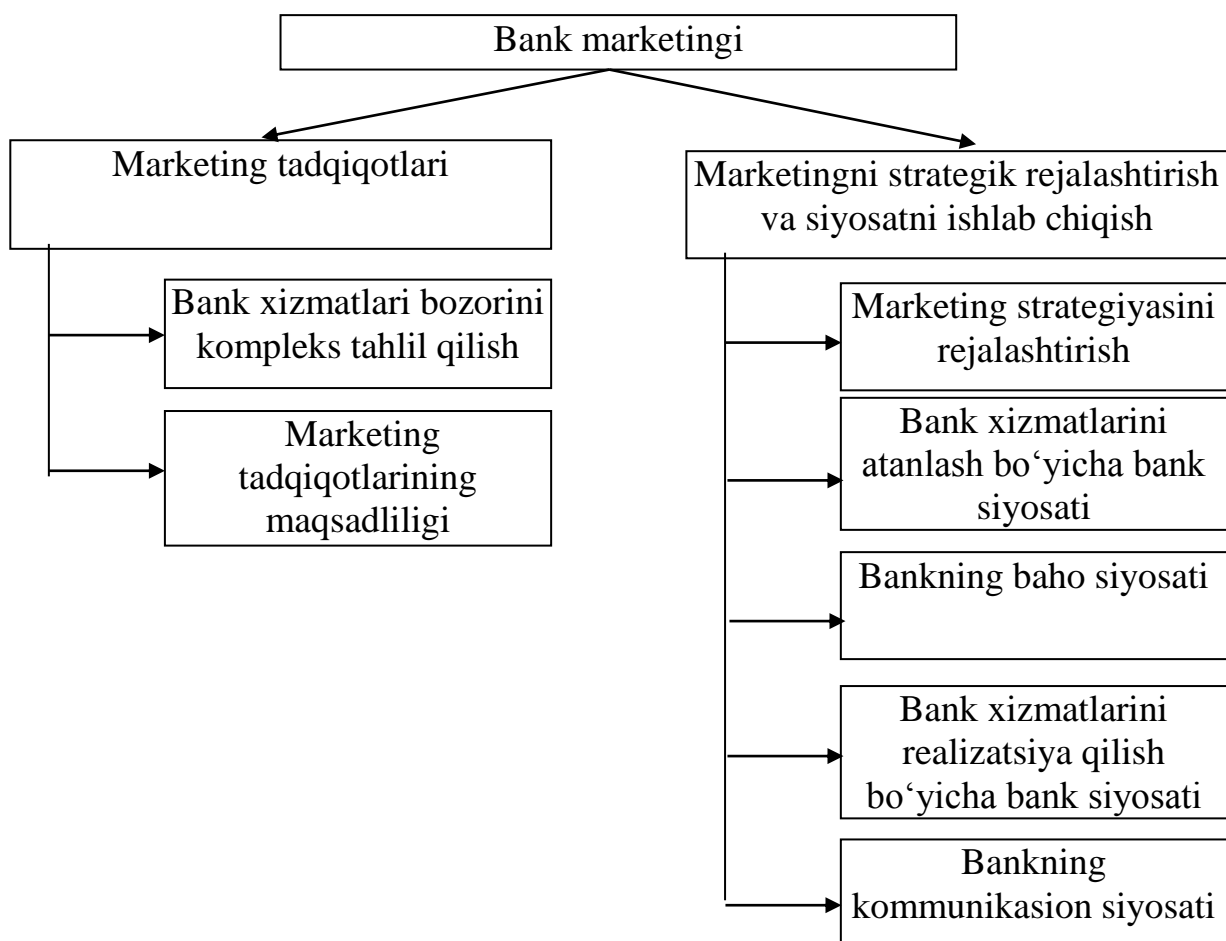 Bank marketingi
Marketing tadqiqotlari
Bank xizmatlari bozorini
kompleks tahlil qilish
Marketing
tadqiqotlarining
maqsadliligi
Marketingni strategik rejalashtirish
va siyosatni ishlab chiqish
Marketing strategiyasini
rejalashtirish
Bank xizmatlarini
atanlash bo‘yicha bank
siyosati
Bankning baho siyosati
Bank xizmatlarini
realizatsiya qilish
bo‘yicha bank siyosati
Bankning
kommunikasion siyosati